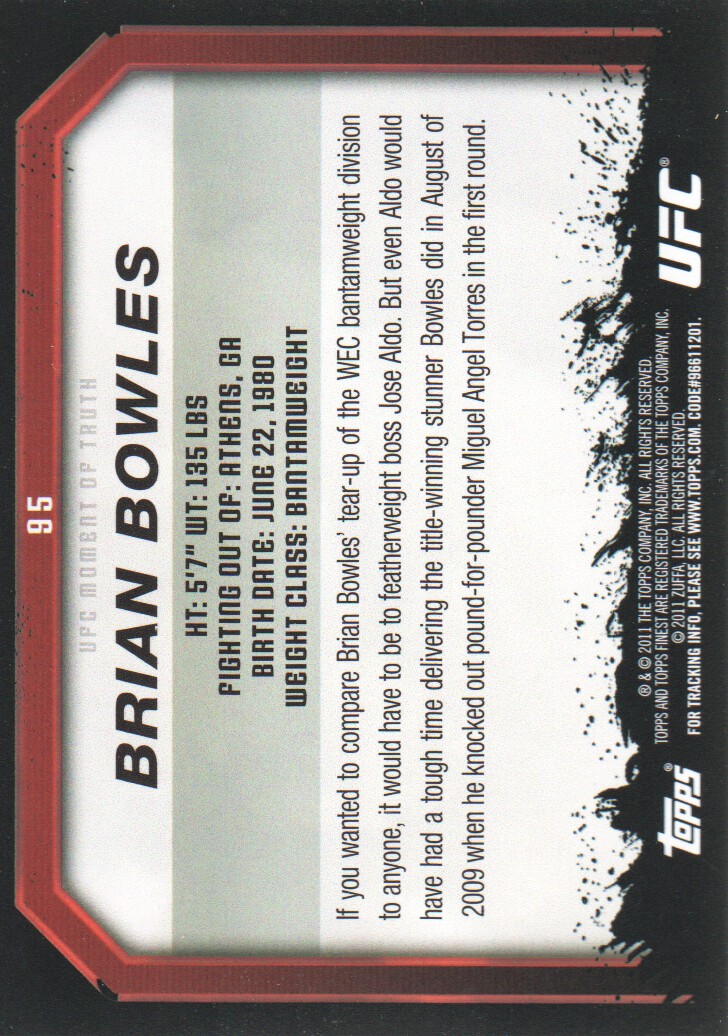 95
UFC MOMENT OF TRUTH
BRIAN BOWLES
HT: 5'7" WT: 135 LBS
FIGHTING OUT OF: ATHENS, GA
BIRTH DATE: JUNE 22, 1980
WEIGHT CLASS: BANTAMWEIGHT
If you wanted to compare Brian Bowles' tear-up of the WEC bantamweight division
to anyone, it would have to be to featherweight boss Jose Aldo. But even Aldo would
have had a tough time delivering the title-winning stunner Bowles did in August of
2009 when he knocked out pound-for-pounder Miguel Angel Torres in the first round.
topps®
® & © 2011 THE TOPPS COMPANY, INC. ALL RIGHTS RESERVED.
TOPPS AND TOPPS FINEST ARE REGISTERED TRADEMARKS OF THE TOPPS COMPANY, INC.
© 2011 ZUFFA, LLC. ALL RIGHTS RESERVED.
FOR TRACKING INFO, PLEASE SEE WWW.TOPPS.COM. CODE#96611201.
UFC®